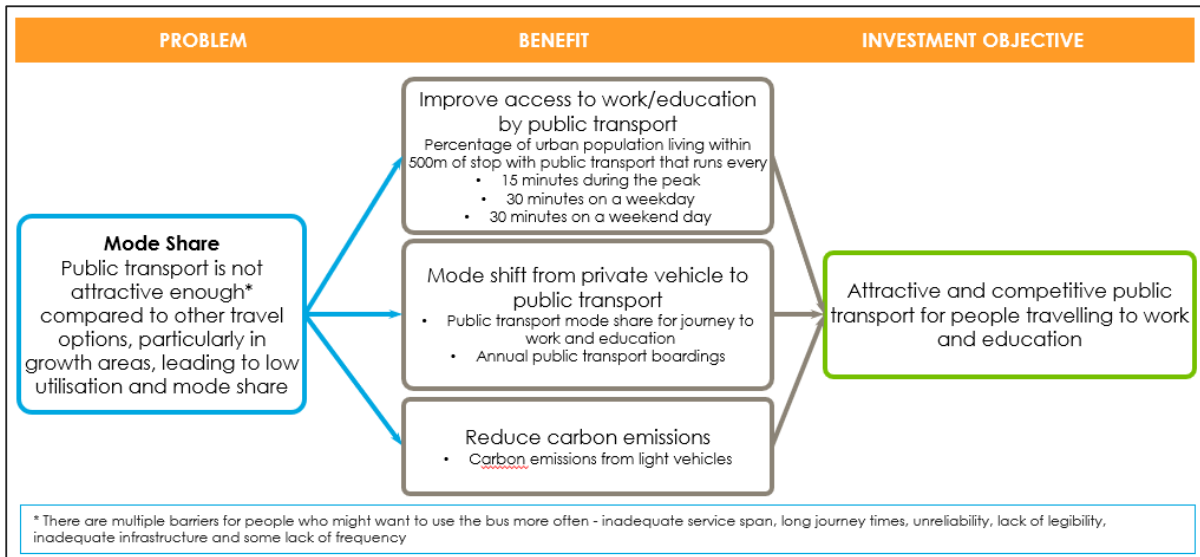 PROBLEM
BENEFIT
INVESTMENT OBJECTIVE
Mode Share
Public transport is not
attractive enough*
compared to other travel
options, particularly in
growth areas, leading to low
utilisation and mode share
Improve access to work/education
by public transport
Percentage of urban population living within
500m of stop with public transport that runs every
• 15 minutes during the peak
• 30 minutes on a weekday
• 30 minutes on a weekend day
Mode shift from private vehicle to
public transport
• Public transport mode share for journey to
work and education
• Annual public transport boardings
Reduce carbon emissions
• Carbon emissions from light vehicles
Attractive and competitive public
transport for people travelling to work
and education
* There are multiple barriers for people who might want to use the bus more often - inadequate service span, long journey times, unreliability, lack of legibility,
inadequate infrastructure and some lack of frequency